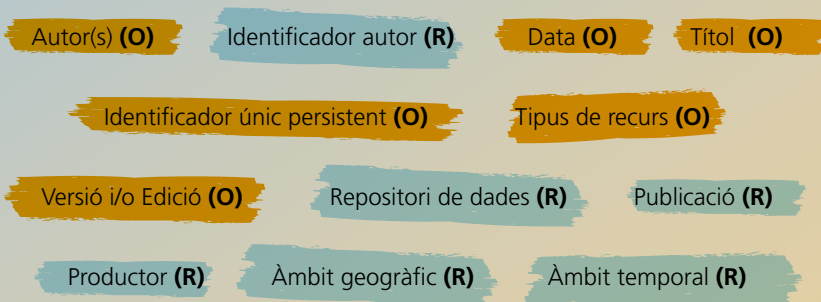 Autor(s) (O) Identificador autor (R) Data (O) Títol (O)
Identificador únic persistent (O) Tipus de recurs (O)
Versió i/o Edició (O) Repositori de dades (R) Publicació (R)
Productor (R) Àmbit geogràfic (R) Àmbit temporal (R)